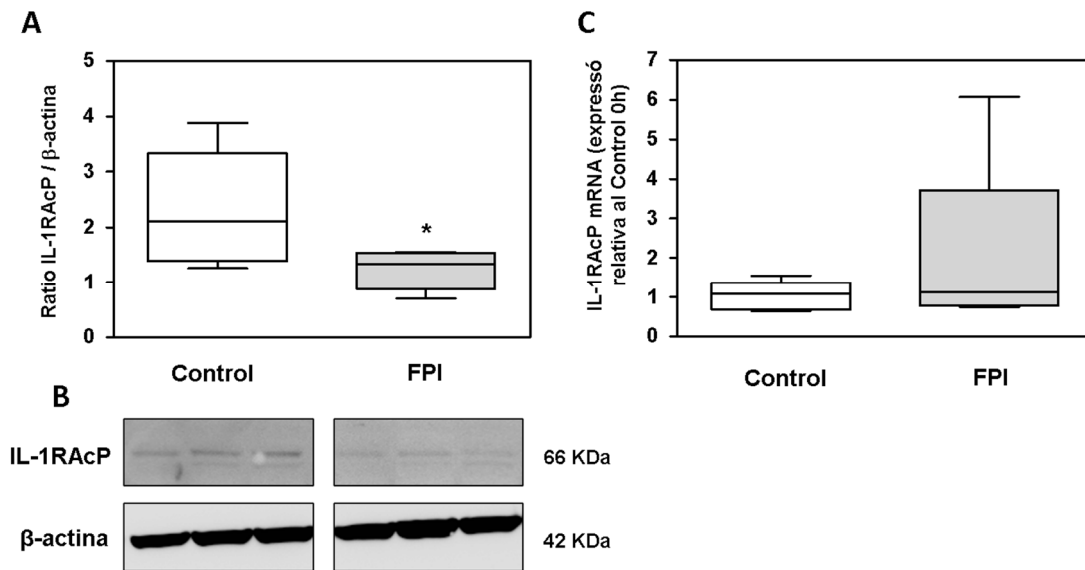 A
Ratio IL-1RAcP / β-actina
5
4
3
2
1
0
*
Control
FPI
C
IL-1RAcP mRNA (expressó
relativa al Control 0h)
7
6
5
4
3
2
1
0
Control
FPI
B
IL-1RAcP
66 KDa
β-actina
42 KDa